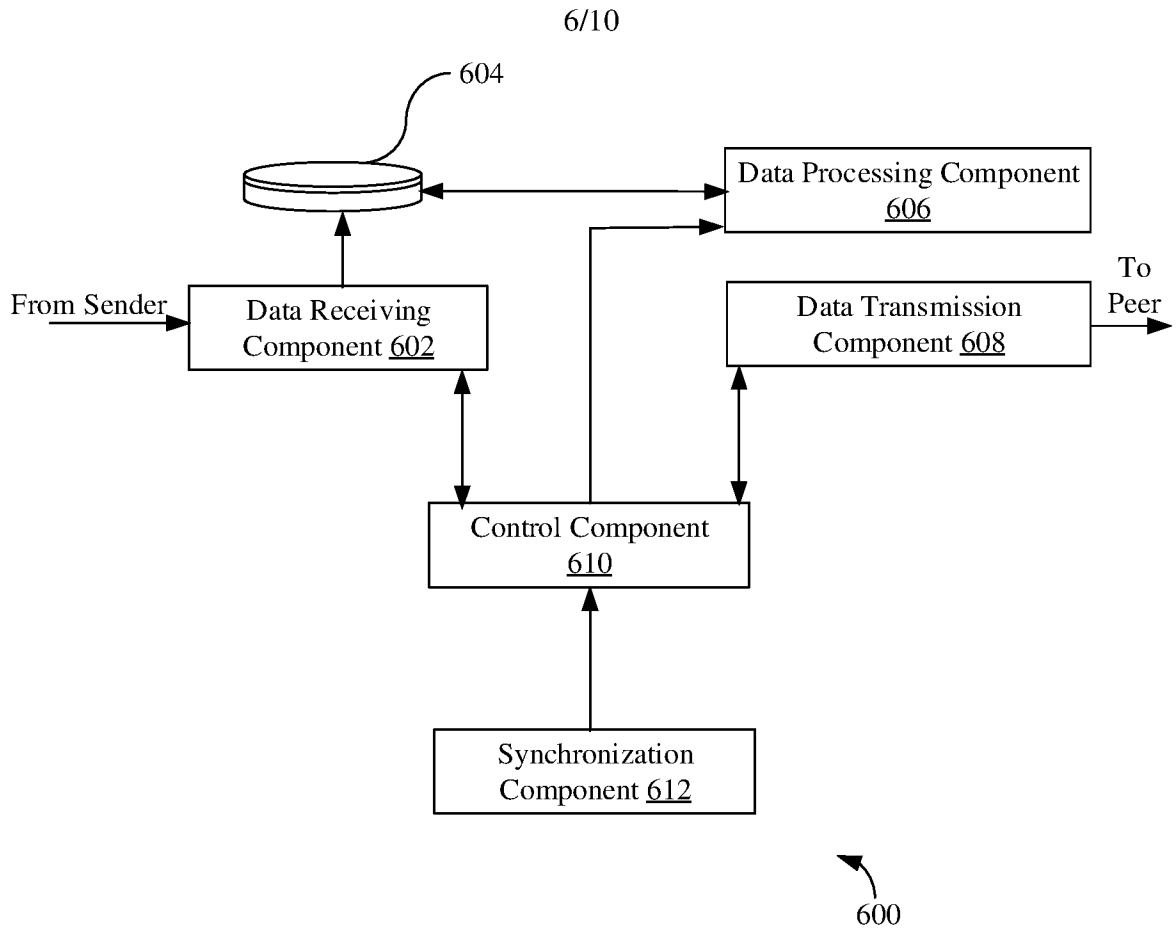 6/10
604
Data Processing Component
606
From Sender
Data Receiving
Component 602
Data Transmission
Component 608
To
Peer
Control Component
610
Synchronization
Component 612
600